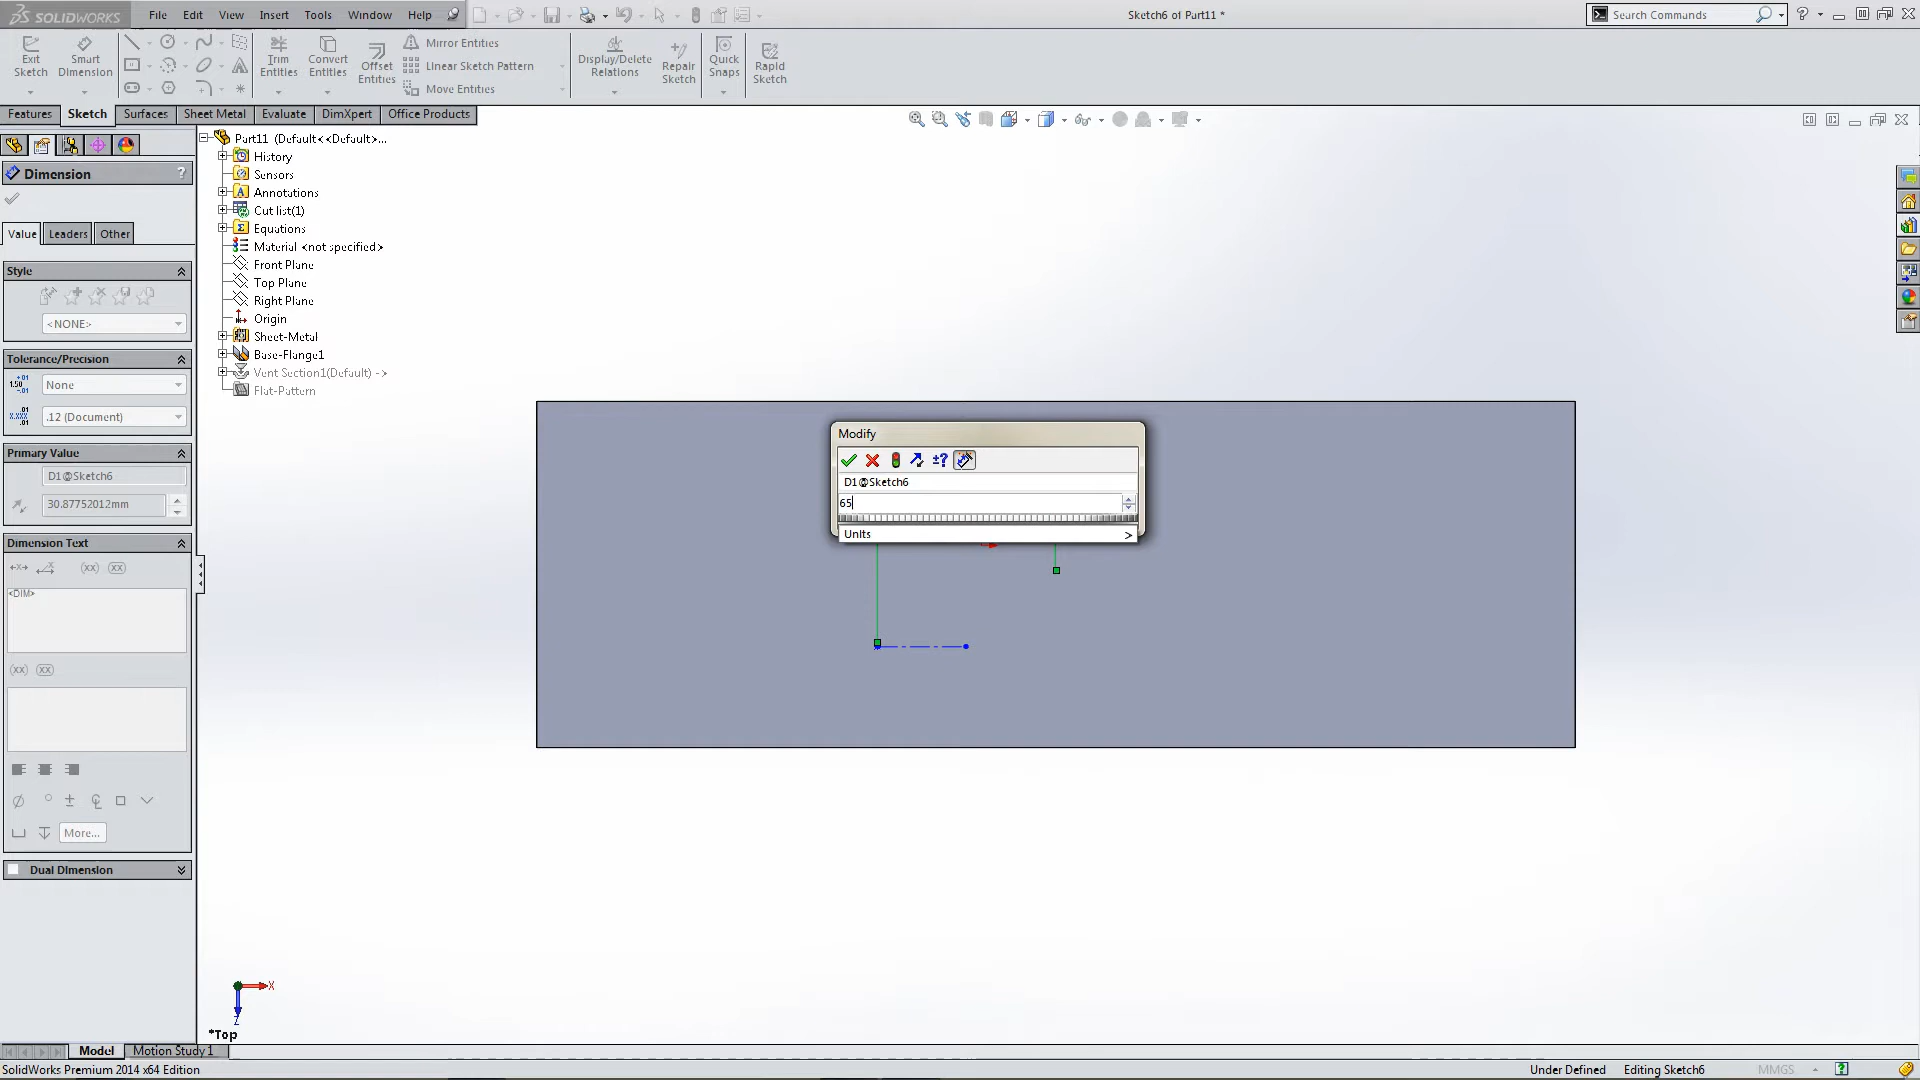 SOLIDWORKS File Edit View Insert Tools Window Help
Sketch6 of Part11 *
Search Commands
Exit Sketch
Smart Dimension
Trim Entities
Convert Entities
Offset Entities
Mirror Entities
Linear Sketch Pattern
Move Entities
Display/Delete Relations
Repair Sketch
Quick Snaps
Rapid Sketch
Features Sketch Surfaces Sheet Metal Evaluate DimXpert Office Products
Dimension ?
Value Leaders Other
Style
<NONE>
Tolerance/Precision
None
.12 (Document)
Primary Value
D1@Sketch6
30.87752012mm
Dimension Text
<DIM>
More...
Dual Dimension
Part11 (Default<<Default>...
History
Sensors
Annotations
Cut list(1)
Equations
Material <not specified>
Front Plane
Top Plane
Right Plane
Origin
Sheet-Metal
Base-Flange1
Vent Section1(Default) ->
Flat-Pattern
Modify
D1@Sketch6
65
Units >
X
Z
*Top
Model Motion Study 1
SolidWorks Premium 2014 x64 Edition
Under Defined Editing Sketch6 MMGS